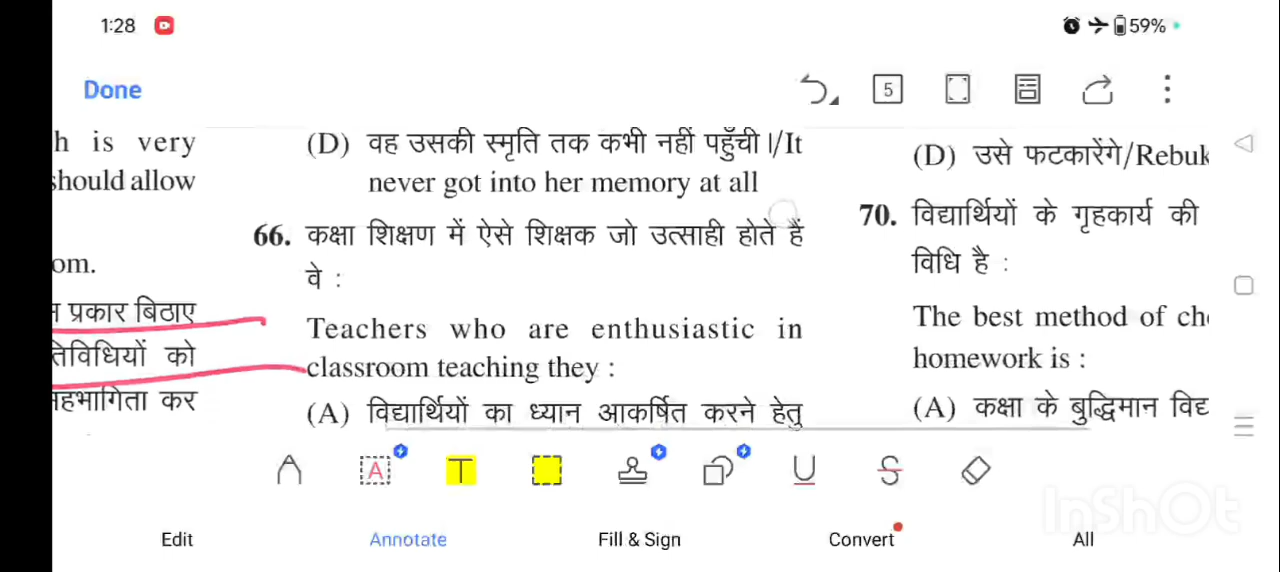 1:28
59%
Done
5
h is very
should allow
om.
प्रकार बिठाए
को
कर
(D) वह उसकी स्मृति तक कभी नहीं पहुँची।/It
never got into her memory at all
66. कक्षा शिक्षण में ऐसे शिक्षक जो उत्साही होते हैं
वे :
Teachers who are enthusiastic in
classroom teaching they :
(A) विद्यार्थियों का ध्यान आकर्षित करने हेतु
(D) उसे फटकारेंगे/Rebuk
70. विद्यार्थियों के गृहकार्य की
विधि है :
The best method of ch
homework is :
(A) कक्षा के बुद्धिमान विद्य
A
T
U
S
Edit
Annotate
Fill & Sign
Convert
All
InShOt